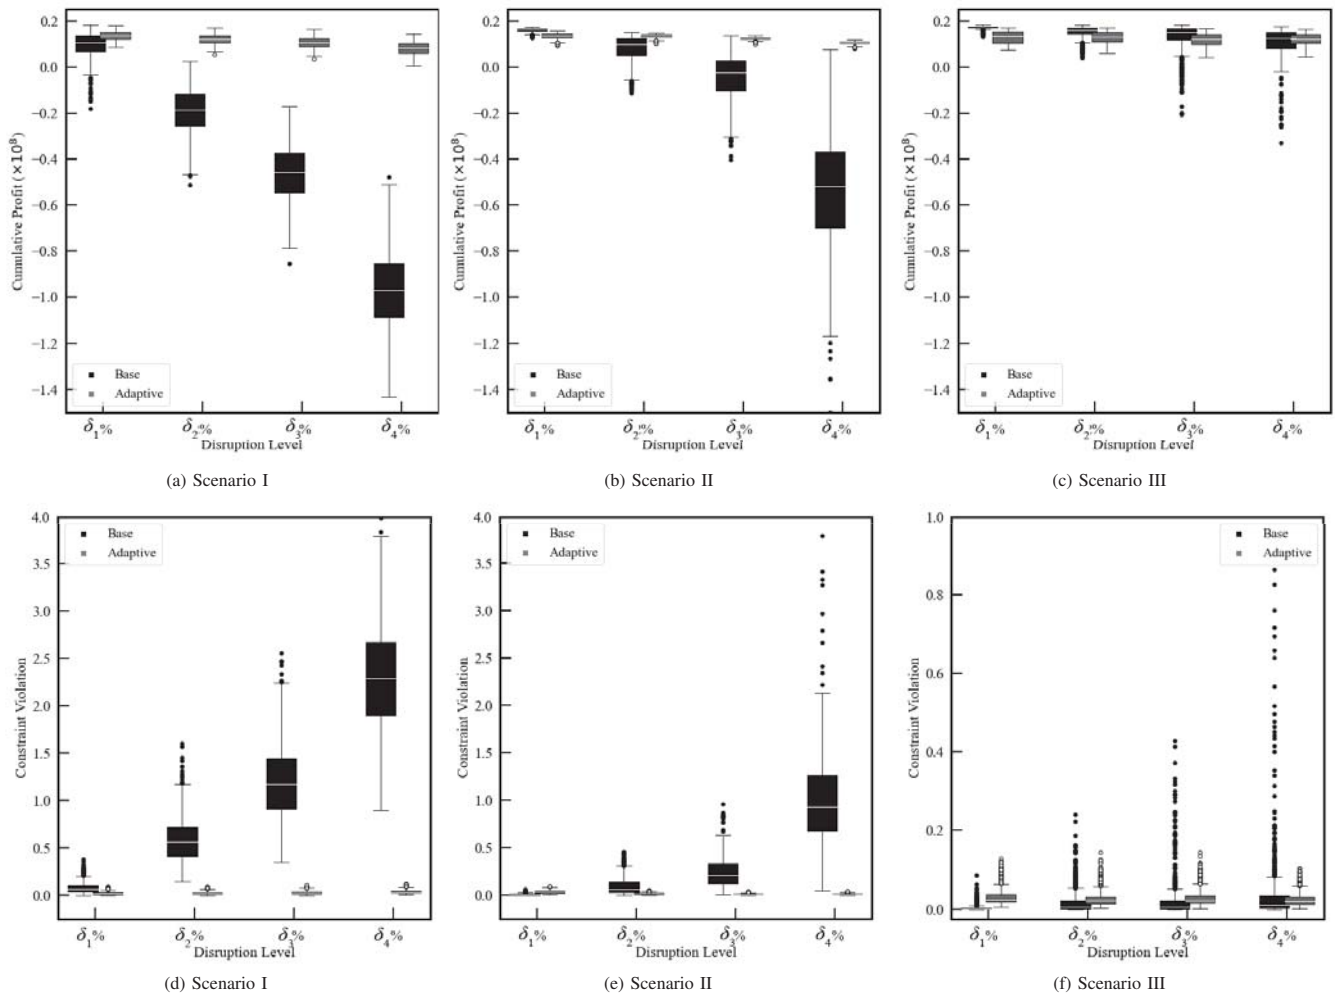 0.2
0.0
−0.2
−0.4
−0.6
−0.8
−1.0
−1.2
−1.4
Cumulative Profit (×10⁸)
Base
Adaptive
δ₁% δ₂% δ₃% δ₄%
Disruption Level
(a) Scenario I
0.2
0.0
−0.2
−0.4
−0.6
−0.8
−1.0
−1.2
−1.4
Cumulative Profit (×10⁸)
Base
Adaptive
δ₁% δ₂% δ₃% δ₄%
Disruption Level
(b) Scenario II
0.2
0.0
−0.2
−0.4
−0.6
−0.8
−1.0
−1.2
−1.4
Cumulative Profit (×10⁸)
Base
Adaptive
δ₁% δ₂% δ₃% δ₄%
Disruption Level
(c) Scenario III
4.0
3.5
3.0
2.5
2.0
1.5
1.0
0.5
0.0
Constraint Violation
Base
Adaptive
δ₁% δ₂% δ₃% δ₄%
Disruption Level
(d) Scenario I
4.0
3.5
3.0
2.5
2.0
1.5
1.0
0.5
0.0
Constraint Violation
Base
Adaptive
δ₁% δ₂% δ₃% δ₄%
Disruption Level
(e) Scenario II
1.0
0.8
0.6
0.4
0.2
0.0
Constraint Violation
Base
Adaptive
δ₁% δ₂% δ₃% δ₄%
Disruption Level
(f) Scenario III